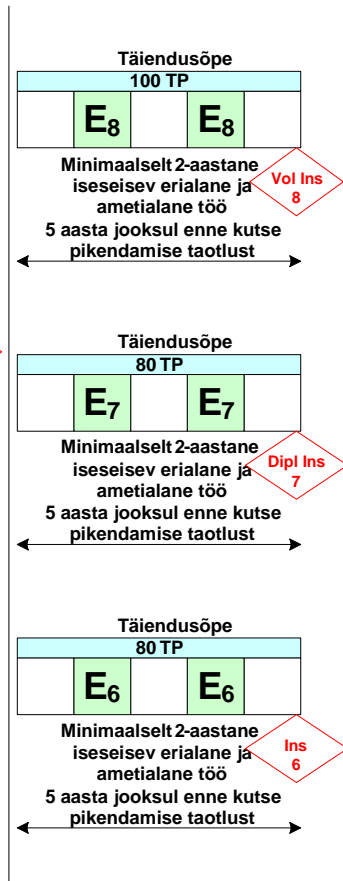 Täiendusõpe
100 TP
E8 E8
Minimaalselt 2-aastane
iseseisev erialane ja
ametialane töö
5 aasta jooksul enne kutse
pikendamise taotlust
Vol Ins
8
Täiendusõpe
80 TP
E7 E7
Minimaalselt 2-aastane
iseseisev erialane ja
ametialane töö
5 aasta jooksul enne kutse
pikendamise taotlust
Dipl Ins
7
Täiendusõpe
80 TP
E6 E6
Minimaalselt 2-aastane
iseseisev erialane ja
ametialane töö
5 aasta jooksul enne kutse
pikendamise taotlust
Ins
6